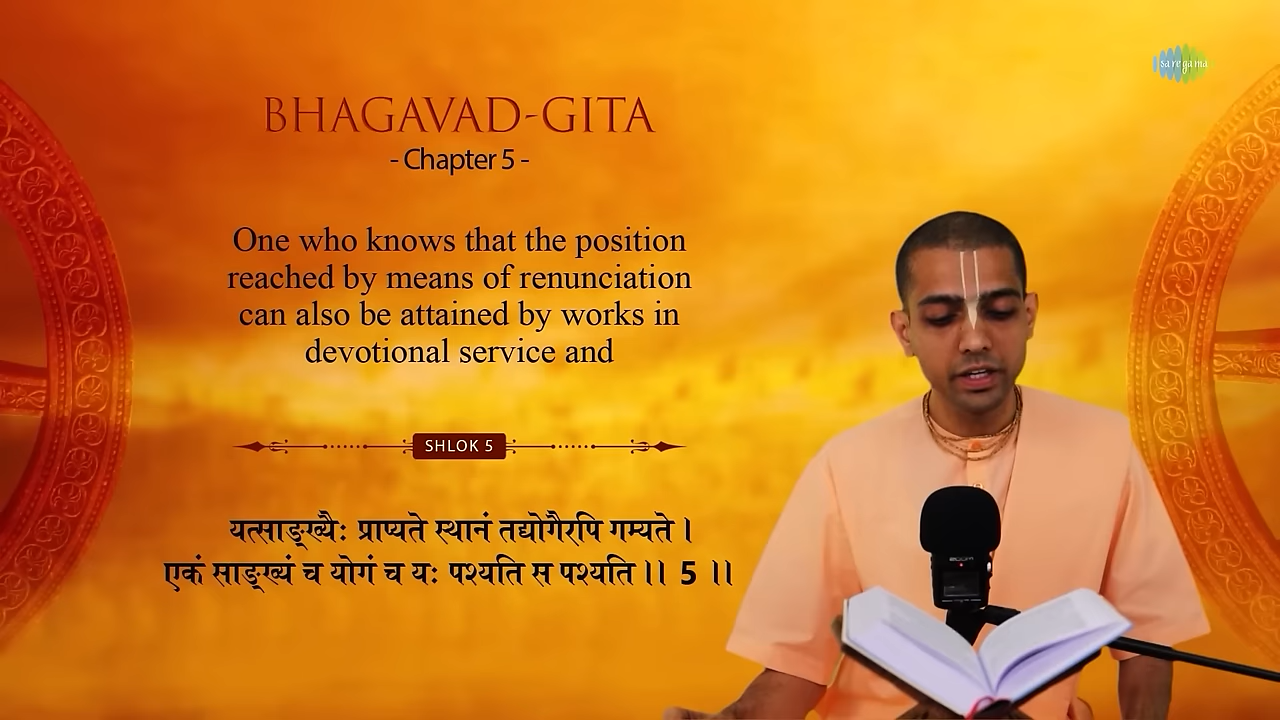 saregama
BHAGAVAD-GITA
- Chapter 5 -
One who knows that the position
reached by means of renunciation
can also be attained by works in
devotional service and
SHLOK 5
यत्साङ्ख्यैः प्राप्यते स्थानं तद्योगैरपि गम्यते ।
एकं साङ्ख्यं च योगं च यः पश्यति स पश्यति ।। 5 ।।
zoom